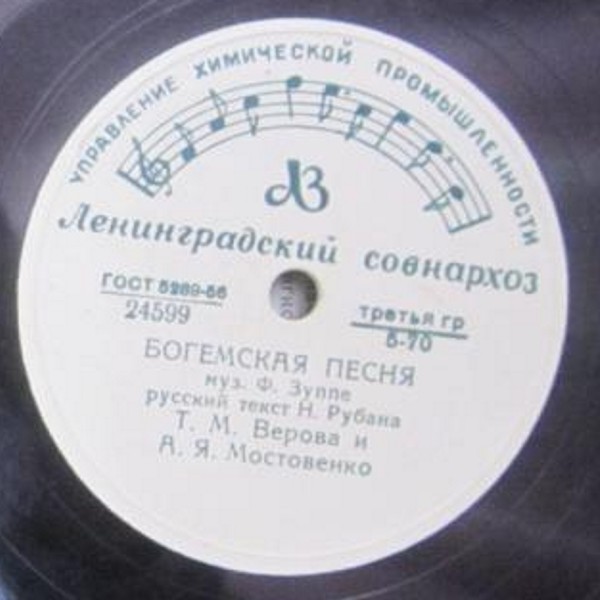 УПРАВЛЕНИЕ ХИМИЧЕСКОЙ ПРОМЫШЛЕННОСТИ
ЛЗ
Ленинградский совнархоз
ГОСТ 5289-56
24599
третья гр
5-70
БОГЕМСКАЯ ПЕСНЯ
муз. Ф. Зуппе
русский текст Н. Рубана
Т. М. Верова и
А. Я. Мостовенко